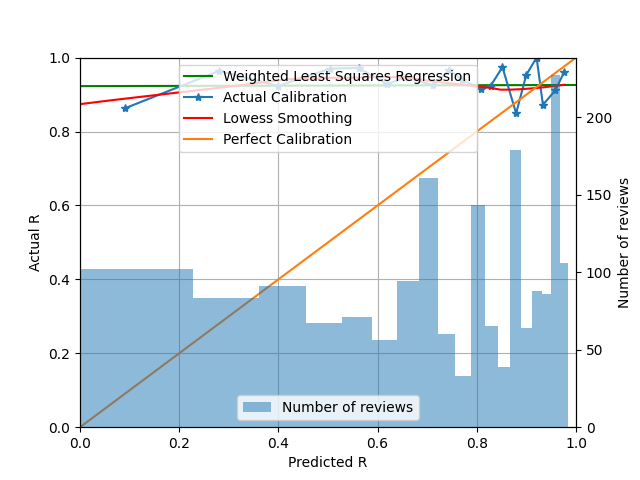 Weighted Least Squares Regression
Actual Calibration
Lowess Smoothing
Perfect Calibration
Number of reviews
1.0
0.8
0.6
0.4
0.2
0.0
Actual R
200
150
100
50
0
Number of reviews
0.0 0.2 0.4 0.6 0.8 1.0
Predicted R